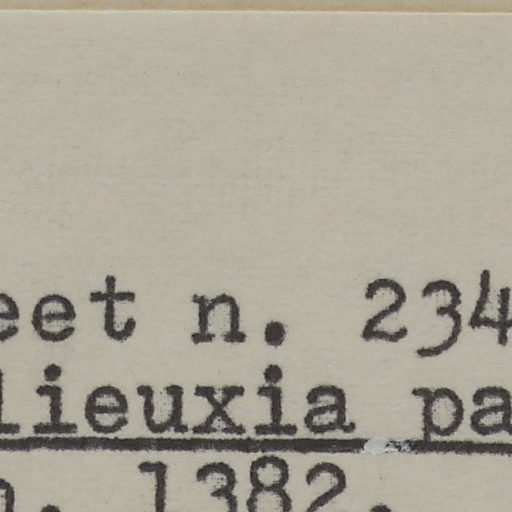 eet n. 234
lieuxia pa
n. 1382.